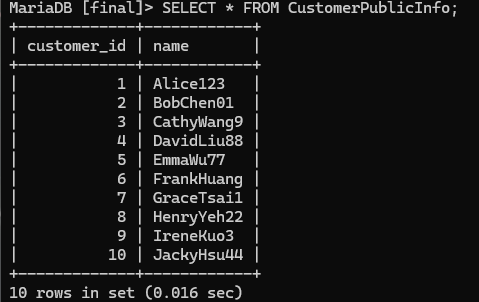 MariaDB [final]> SELECT * FROM CustomerPublicInfo;
+-------------+------------+
| customer_id | name       |
+-------------+------------+
|           1 | Alice123   |
|           2 | BobChen01  |
|           3 | CathyWang9 |
|           4 | DavidLiu88 |
|           5 | EmmaWu77   |
|           6 | FrankHuang |
|           7 | GraceTsai1 |
|           8 | HenryYeh22 |
|           9 | IreneKuo3  |
|          10 | JackyHsu44 |
+-------------+------------+
10 rows in set (0.016 sec)